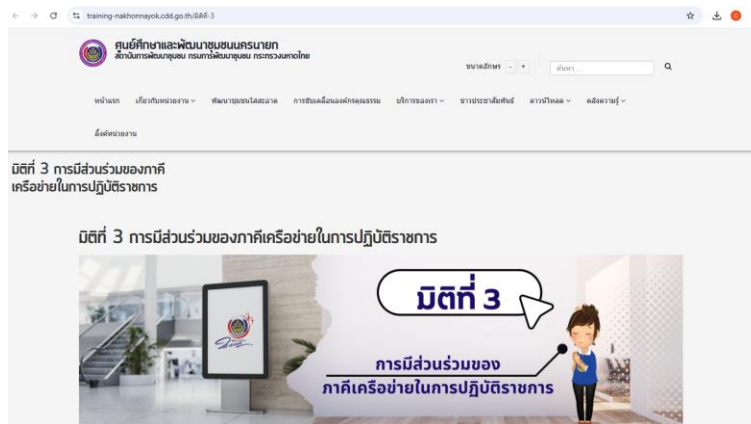 training-nakhonnayok.cdd.go.th/มิติที่-3
ศูนย์ศึกษาและพัฒนาชุมชนนครนายก
สถาบันการพัฒนาชุมชน กรมการพัฒนาชุมชน กระทรวงมหาดไทย
ขนาดอักษร - +
ค้นหา ...
หน้าแรก เกี่ยวกับหน่วยงาน พัฒนาชุมชนใสสะอาด การขับเคลื่อนองค์กรคุณธรรม บริการของเรา ข่าวประชาสัมพันธ์ ดาวน์โหลด คลังความรู้
ลิ้งค์หน่วยงาน
มิติที่ 3 การมีส่วนร่วมของภาคี
เครือข่ายในการปฏิบัติราชการ
มิติที่ 3 การมีส่วนร่วมของภาคีเครือข่ายในการปฏิบัติราชการ
มิติที่ 3
การมีส่วนร่วมของ
ภาคีเครือข่ายในการปฏิบัติราชการ